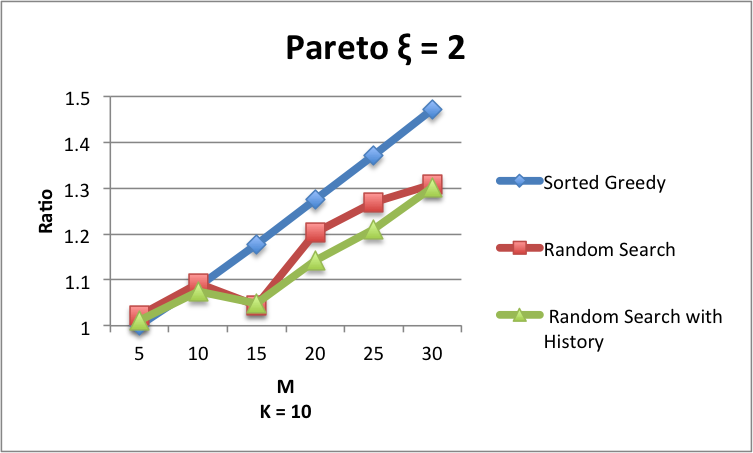 Pareto ξ = 2
1.5
1.4
1.3
1.2
1.1
1
Ratio
5 10 15 20 25 30
M
K = 10
Sorted Greedy
Random Search
Random Search with
History